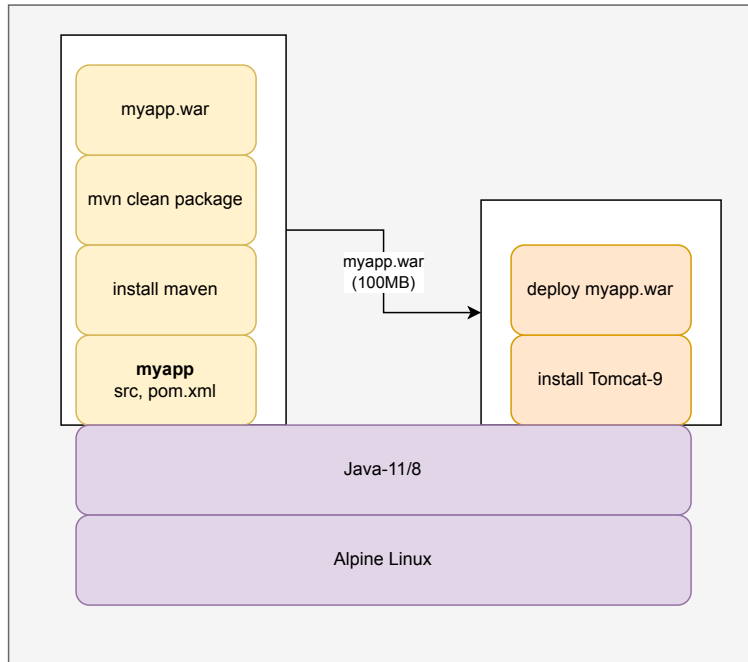 myapp.war
mvn clean package
install maven
myapp
src, pom.xml
myapp.war
(100MB)
deploy myapp.war
install Tomcat-9
Java-11/8
Alpine Linux